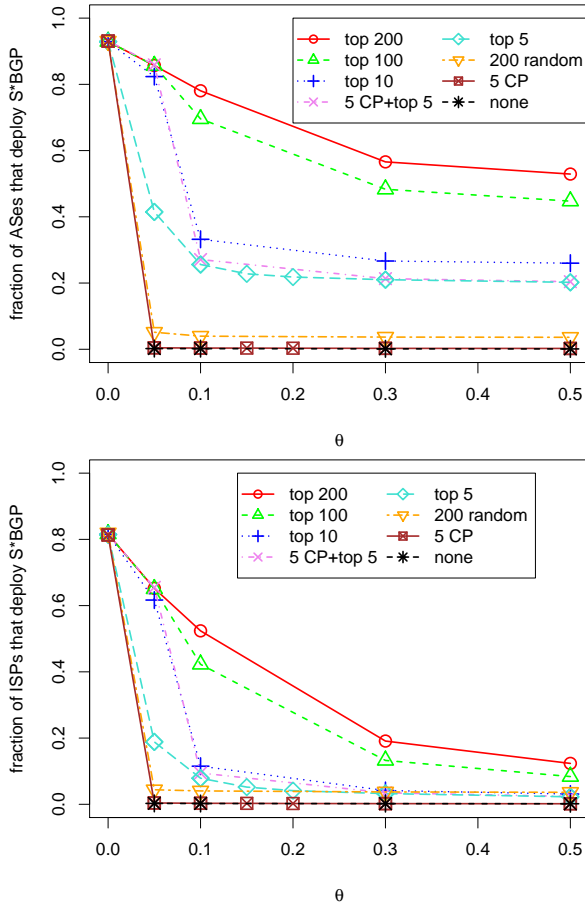 fraction of ASes that deploy S*BGP
1.0
0.8
0.6
0.4
0.2
0.0
top 200
top 100
top 10
5 CP+top 5
top 5
200 random
5 CP
none
0.0 0.1 0.2 0.3 0.4 0.5
θ
fraction of ISPs that deploy S*BGP
1.0
0.8
0.6
0.4
0.2
0.0
top 200
top 100
top 10
5 CP+top 5
top 5
200 random
5 CP
none
0.0 0.1 0.2 0.3 0.4 0.5
θ